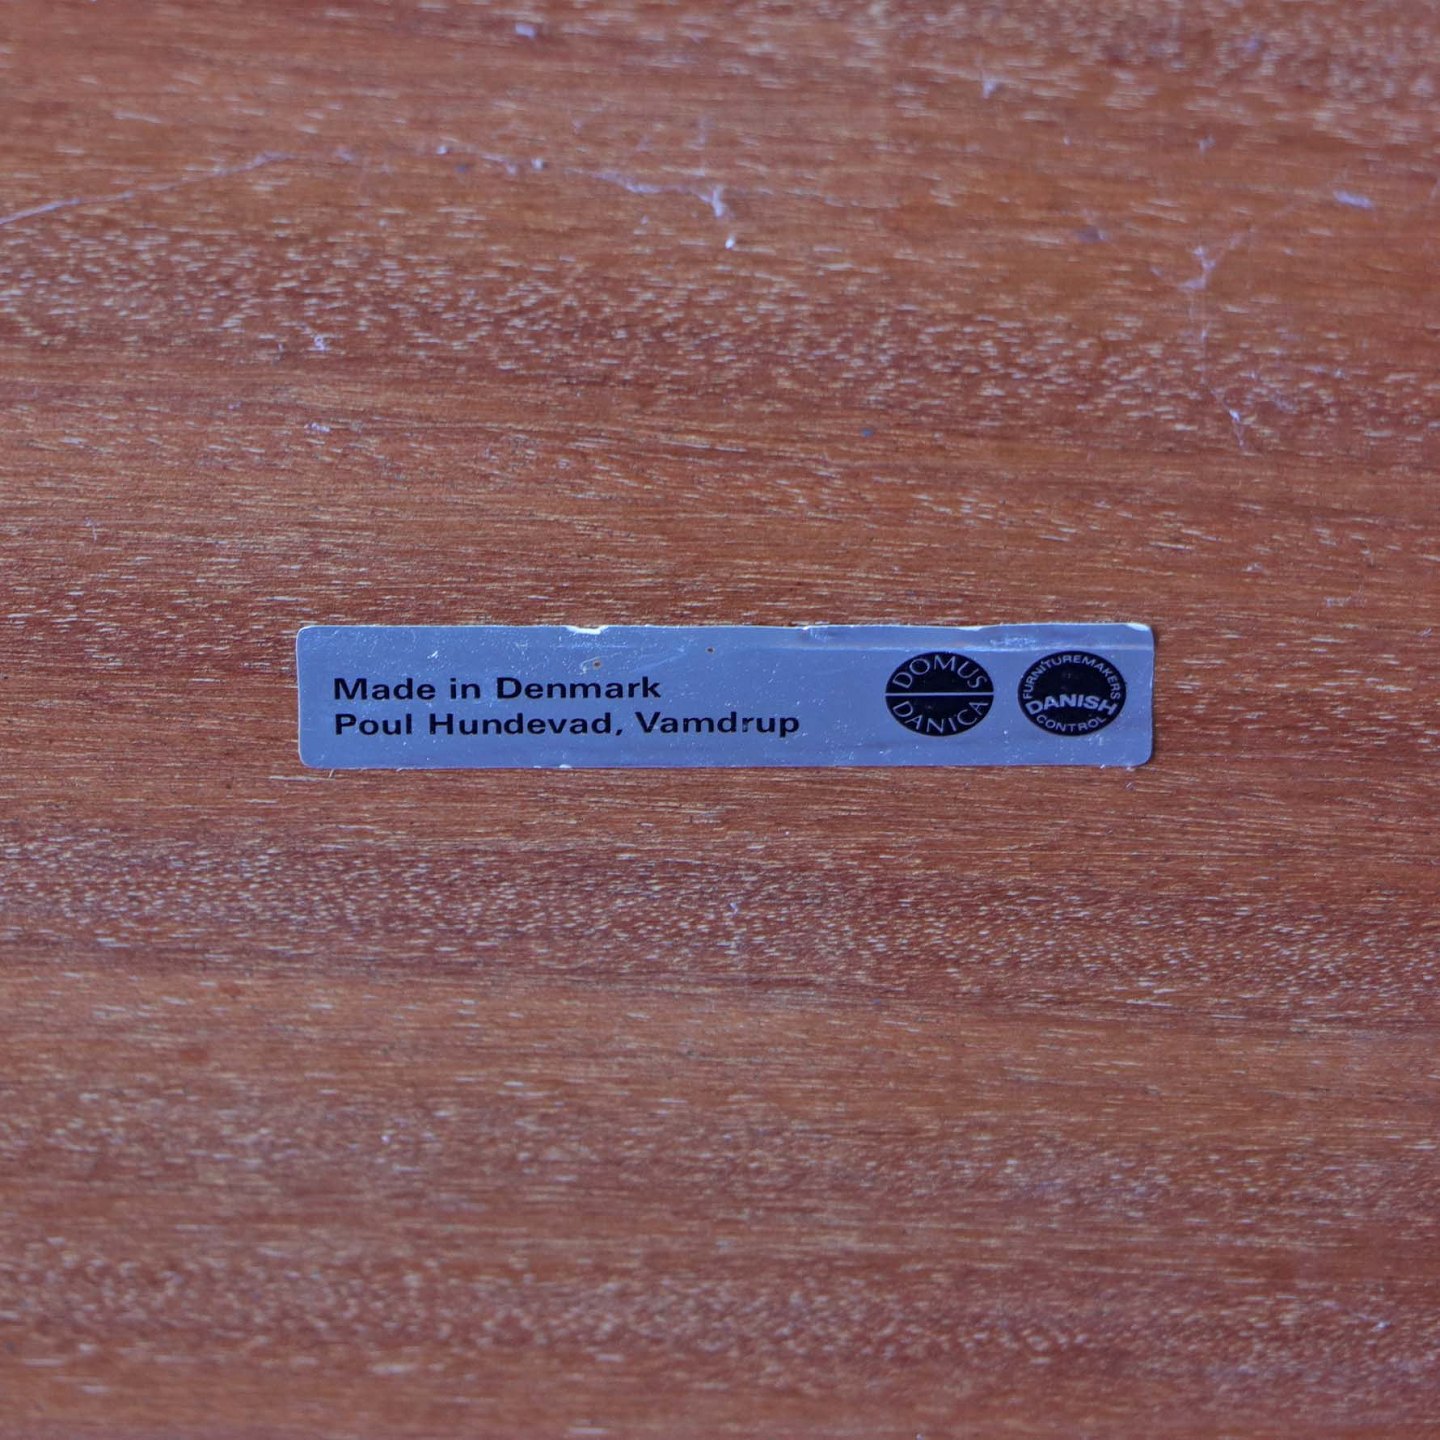 Made in Denmark
Poul Hundevad, Vamdrup
DOMUS
DANICA
FURNITUREMAKERS
DANISH
CONTROL